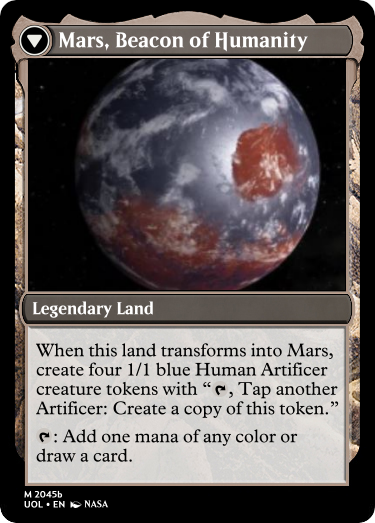 Mars, Beacon of Humanity
Legendary Land
When this land transforms into Mars,
create four 1/1 blue Human Artificer
creature tokens with “, Tap another
Artificer: Create a copy of this token.”
: Add one mana of any color or
draw a card.
M 2045b
UOL • EN NASA